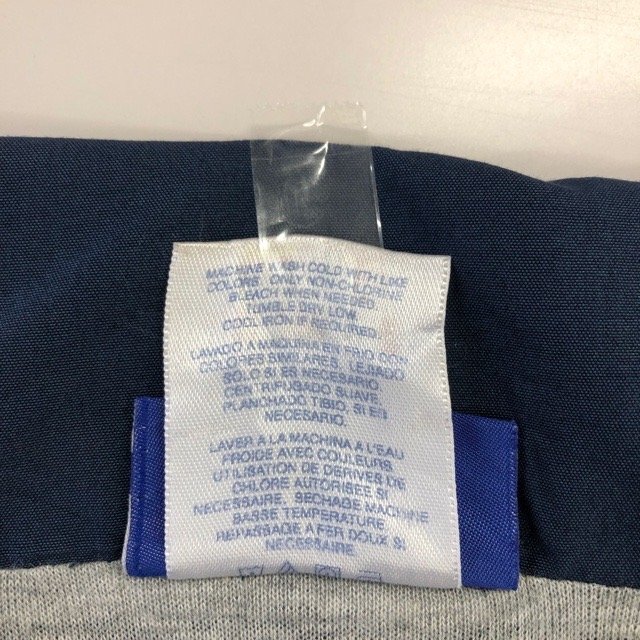 MACHINE WASH COLD WITH LIKE
COLORS. ONLY NON-CHLORINE
BLEACH WHEN NEEDED.
TUMBLE DRY LOW.
COOL IRON IF REQUIRED.
LAVADO A MAQUINA EN FRIO CON
COLORES SIMILARES. LEJIADO
SOLO SI ES NECESARIO
CENTRIFUGADO SUAVE.
PLANCHADO TIBIO. SI ES
NECESARIO.
LAVER A LA MACHINA A L'EAU
FROIDE AVEC COULEURS.
UTILISATION DE DERIVES DE
CHLORE AUTORISEE SI
NECESSAIRE. SECHAGE MACHINE
BASSE TEMPERATURE
REPASSAGE A FER DOUX SI
NECESSAIRE.